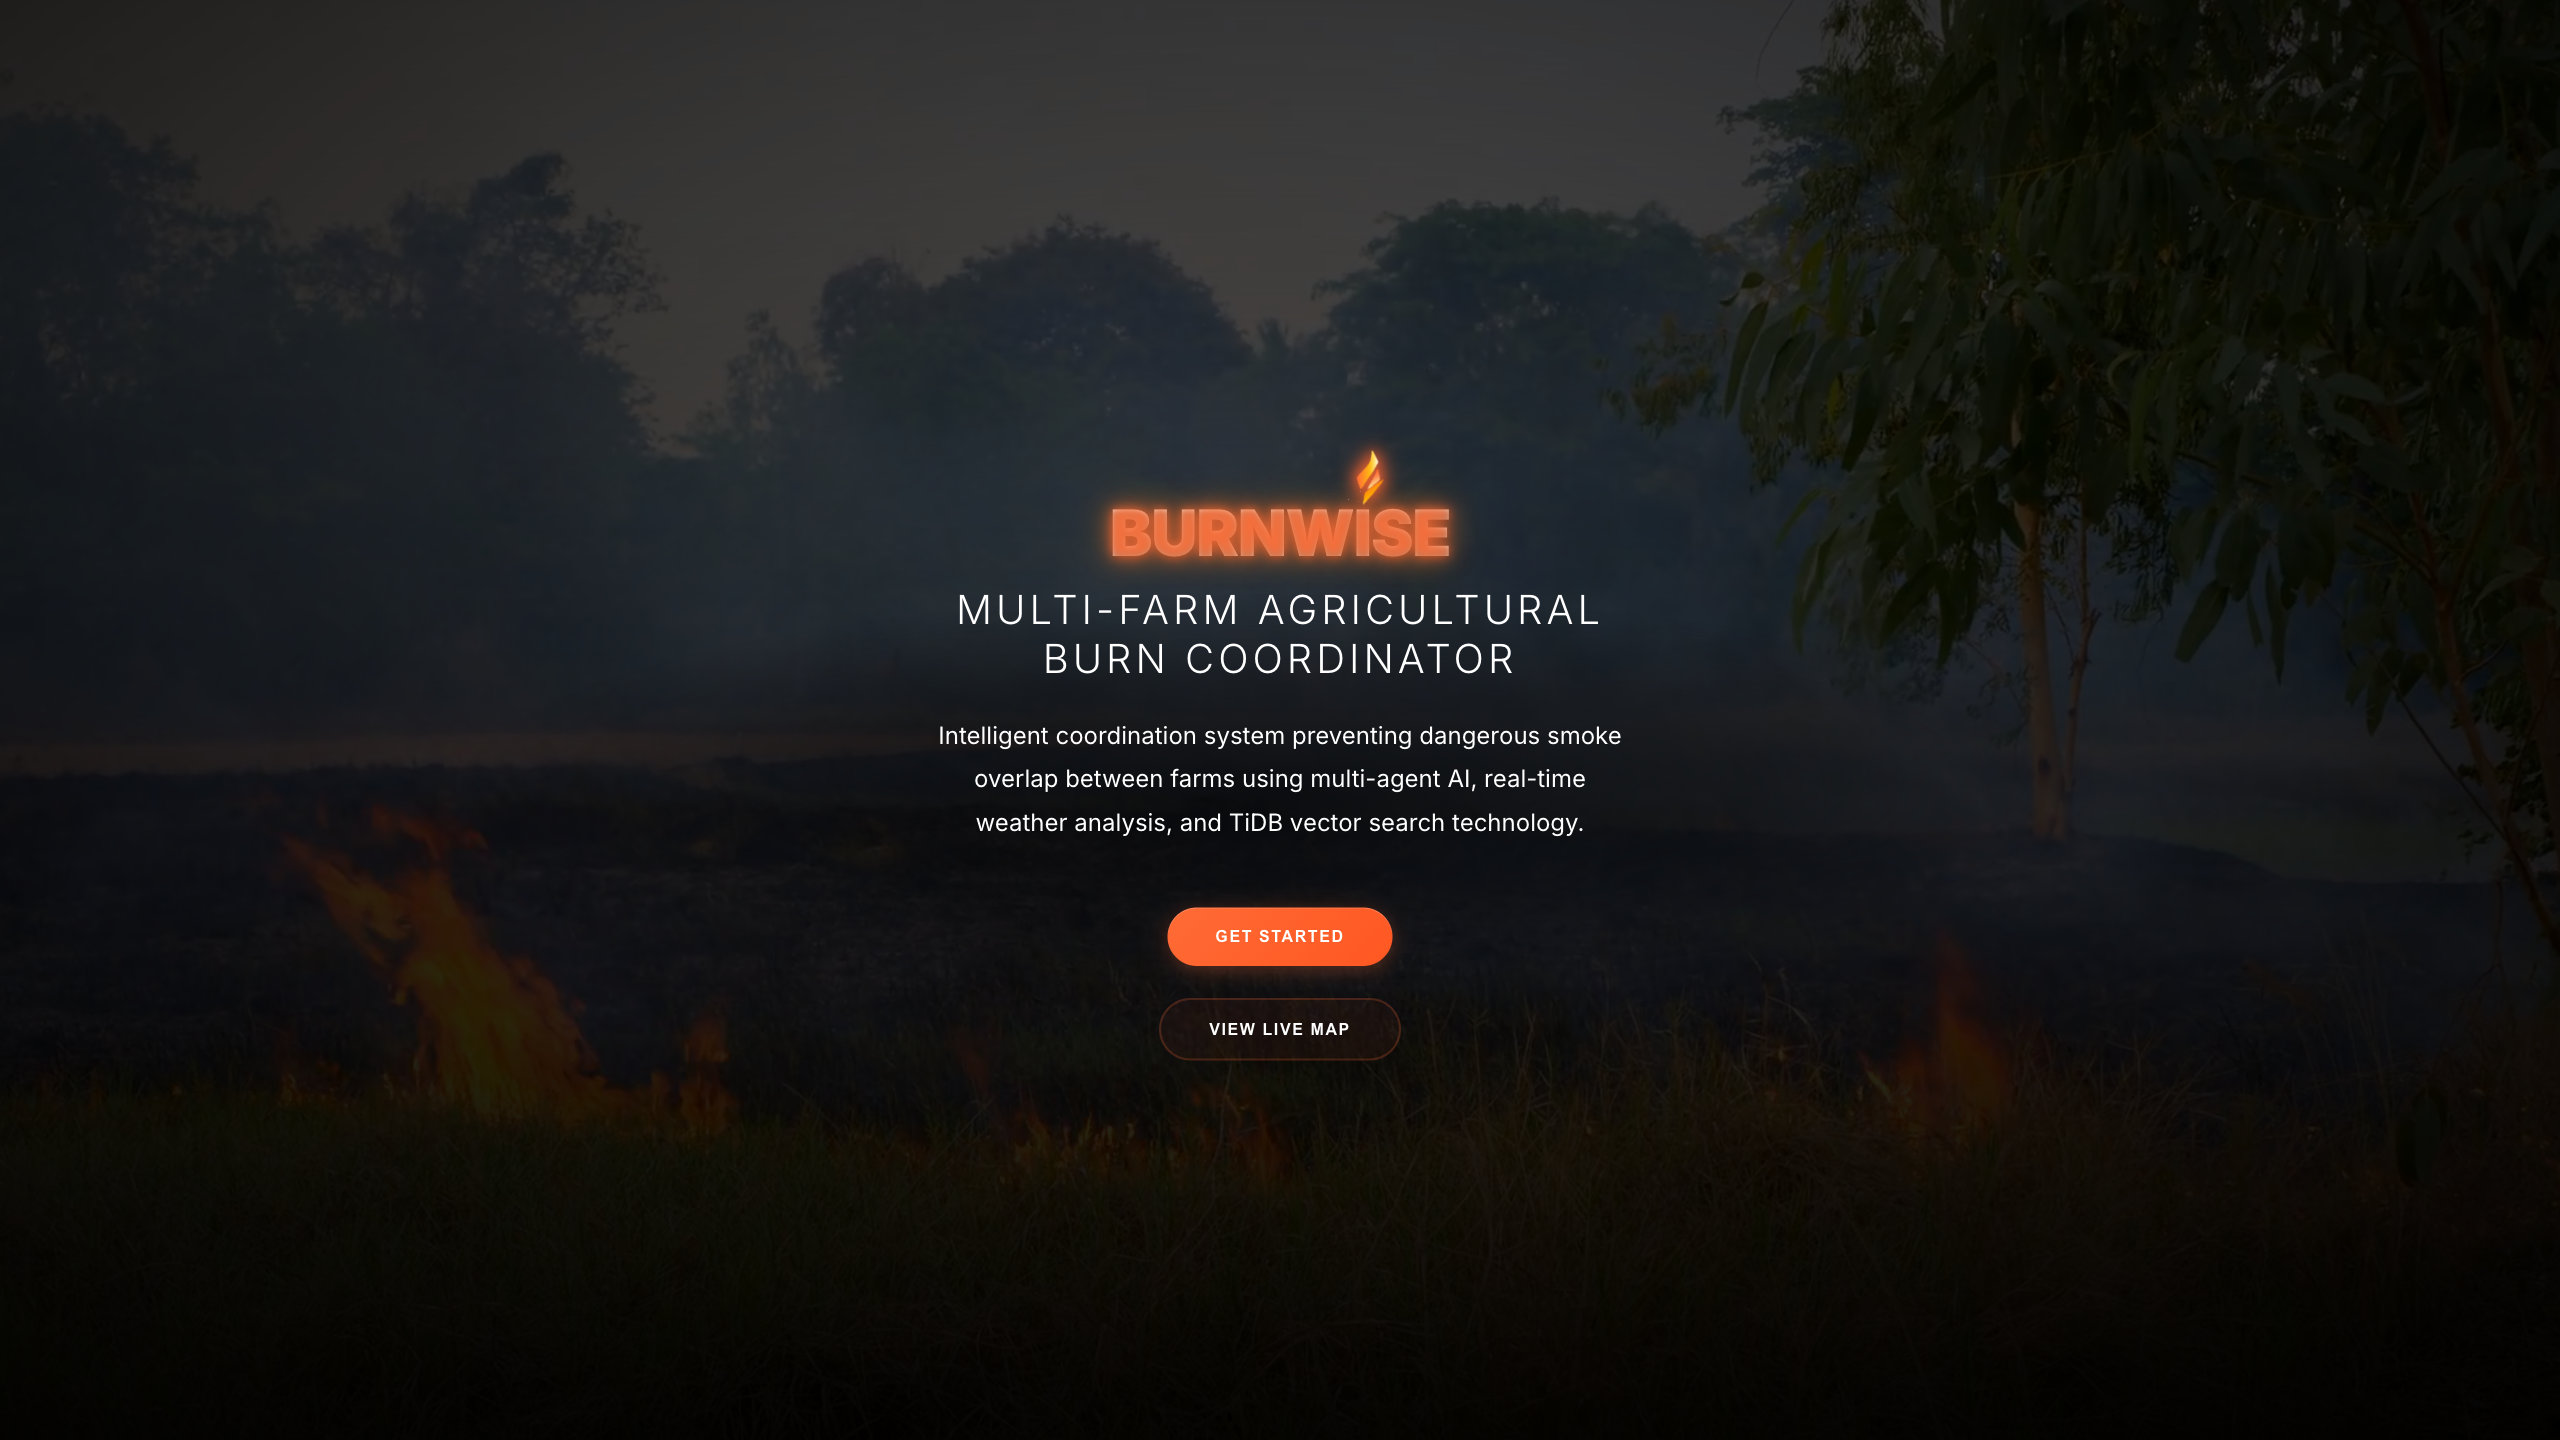 BURNWISE
MULTI-FARM AGRICULTURAL
BURN COORDINATOR
Intelligent coordination system preventing dangerous smoke
overlap between farms using multi-agent AI, real-time
weather analysis, and TiDB vector search technology.
GET STARTED
VIEW LIVE MAP